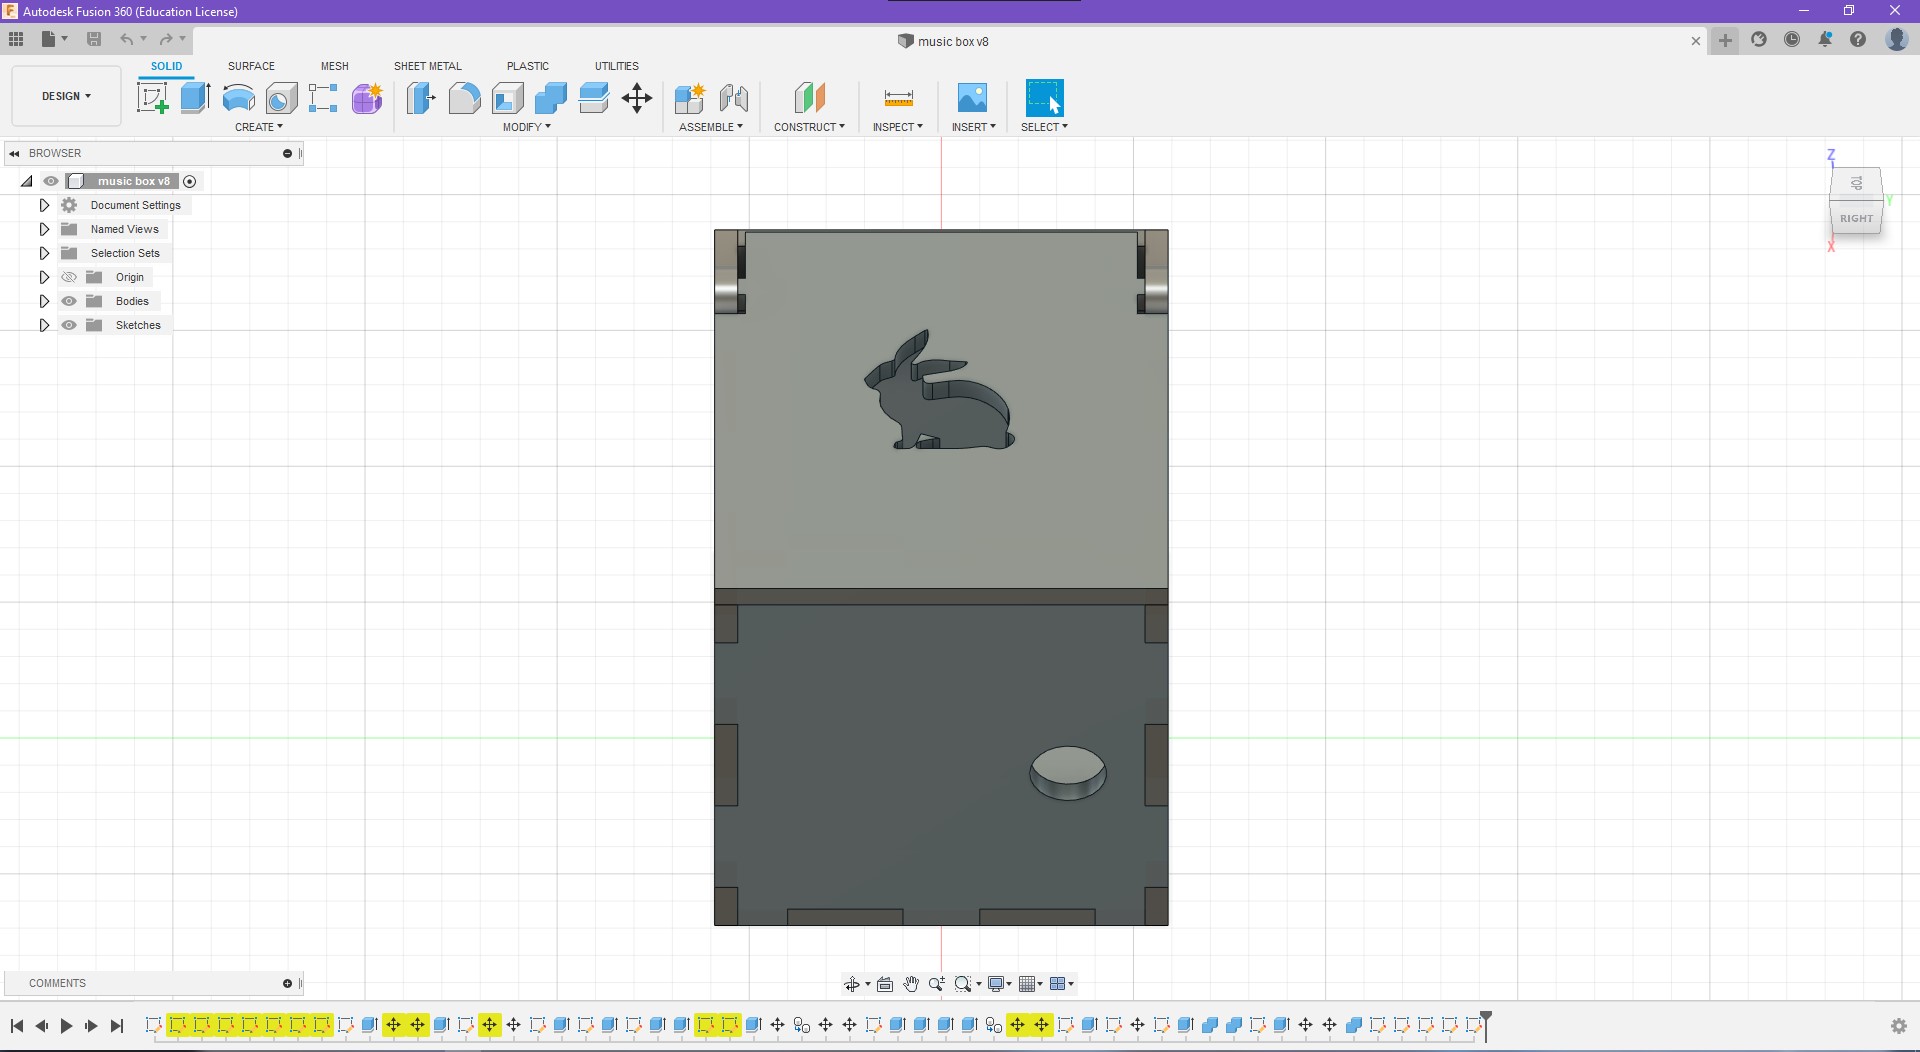 Autodesk Fusion 360 (Education License)
music box v8
SOLID SURFACE MESH SHEET METAL PLASTIC UTILITIES
DESIGN
CREATE MODIFY ASSEMBLE CONSTRUCT INSPECT INSERT SELECT
BROWSER
music box v8
Document Settings
Named Views
Selection Sets
Origin
Bodies
Sketches
Z
TOP
Y
RIGHT
X
COMMENTS